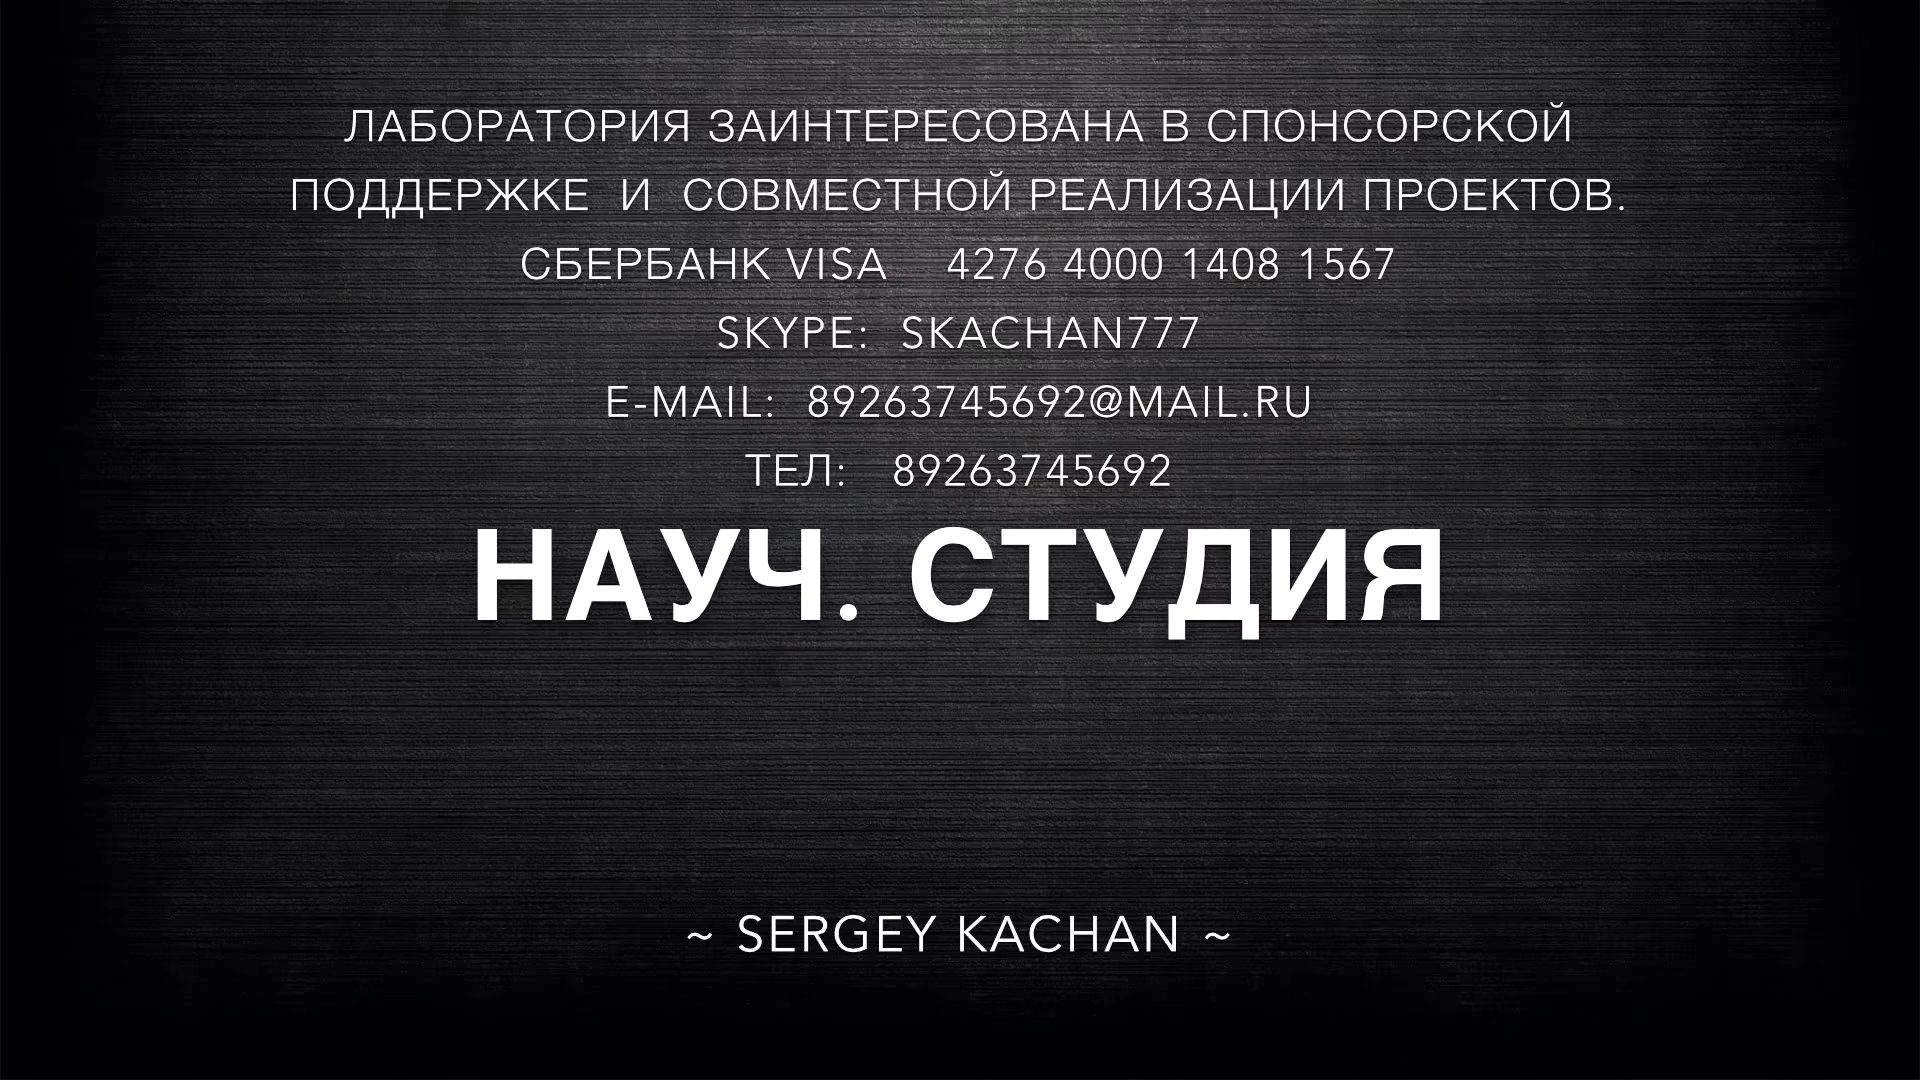 ЛАБОРАТОРИЯ ЗАИНТЕРЕСОВАНА В СПОНСОРСКОЙ
ПОДДЕРЖКЕ И СОВМЕСТНОЙ РЕАЛИЗАЦИИ ПРОЕКТОВ.
СБЕРБАНК VISA 4276 4000 1408 1567
SKYPE: SKACHAN777
E-MAIL: 89263745692@MAIL.RU
ТЕЛ: 89263745692
НАУЧ. СТУДИЯ
~ SERGEY KACHAN ~